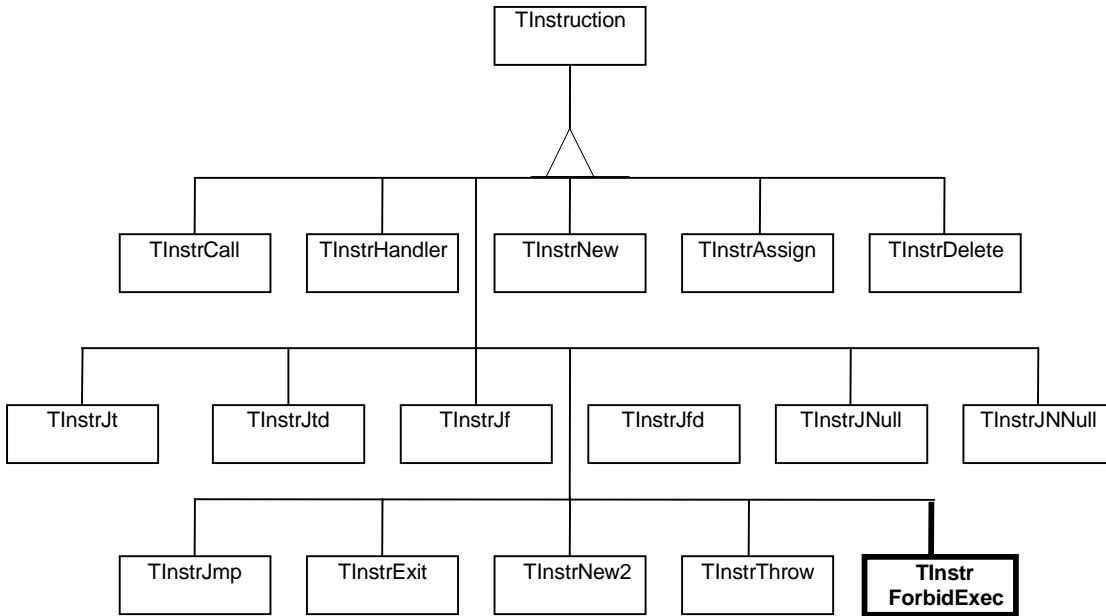 TInstruction
TInstrCall
TInstrHandler
TInstrNew
TInstrAssign
TInstrDelete
TInstrJt
TInstrJtd
TInstrJf
TInstrJfd
TInstrJNull
TInstrJNNull
TInstrJmp
TInstrExit
TInstrNew2
TInstrThrow
TInstr
ForbidExec